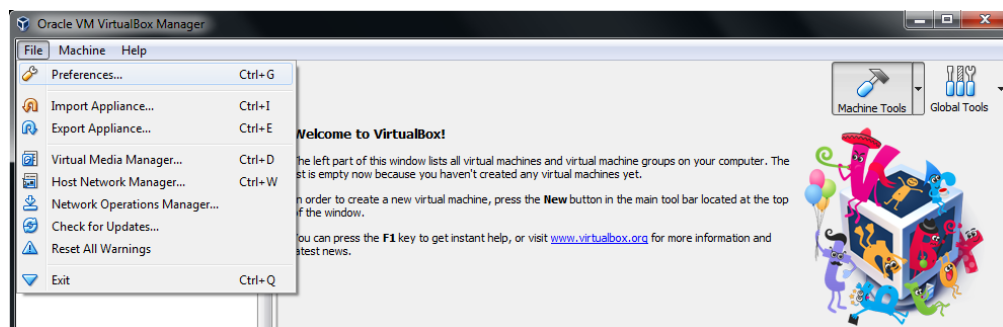 Oracle VM VirtualBox Manager
File Machine Help
Preferences... Ctrl+G
Import Appliance... Ctrl+I
Export Appliance... Ctrl+E
Virtual Media Manager... Ctrl+D
Host Network Manager... Ctrl+W
Network Operations Manager...
Check for Updates...
Reset All Warnings
Exit Ctrl+Q
Machine Tools
Global Tools
Welcome to VirtualBox!
he left part of this window lists all virtual machines and virtual machine groups on your computer. The
st is empty now because you haven't created any virtual machines yet.
n order to create a new virtual machine, press the New button in the main tool bar located at the top
of the window.
ou can press the F1 key to get instant help, or visit www.virtualbox.org for more information and
atest news.